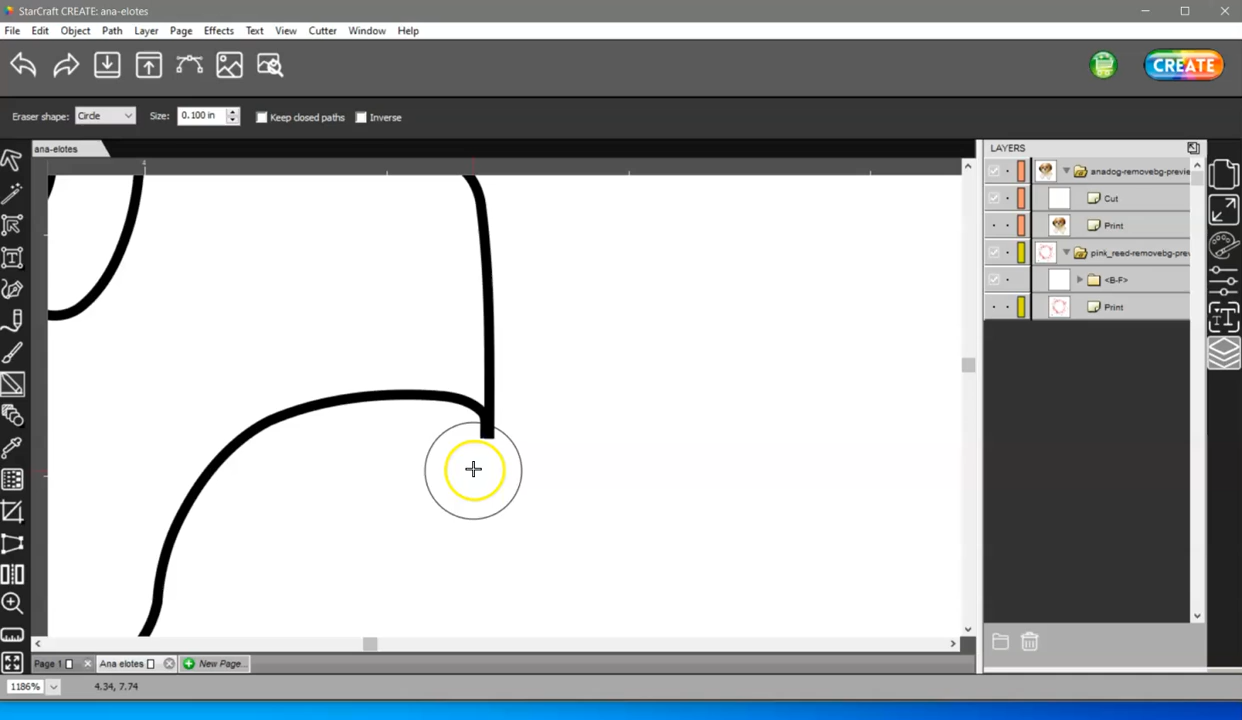 StarCraft CREATE: ana-elotes
File Edit Object Path Layer Page Effects Text View Cutter Window Help
CREATE
Eraser shape: Circle Size: 0.100 in Keep closed paths Inverse
ana-elotes
LAYERS
4
anadog-removebg-previe
Cut
Print
pink_reed-removebg-prev
<B-F>
Print
Page 1 Ana elotes New Page...
1186% 4.34, 7.74